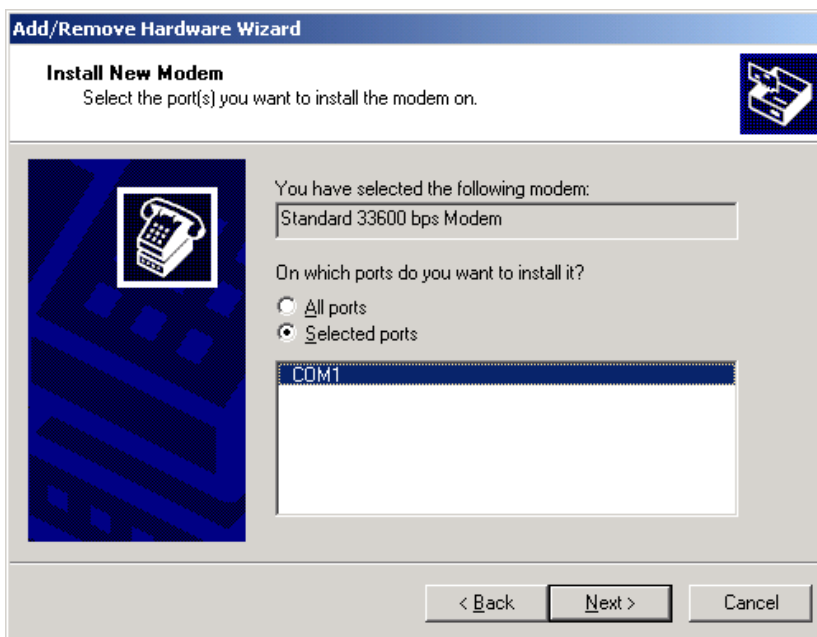 Add/Remove Hardware Wizard
Install New Modem
Select the port(s) you want to install the modem on.
You have selected the following modem:
Standard 33600 bps Modem
On which ports do you want to install it?
All ports
Selected ports
COM1
< Back
Next >
Cancel